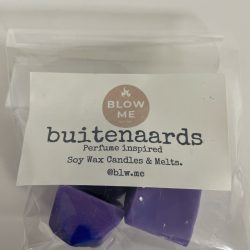 BLOW
ME
buitenaards
Perfume inspired
Soy Wax Candles & Melts.
@blw.me